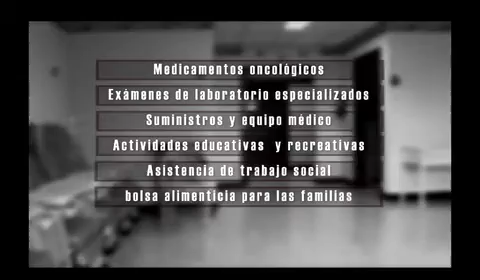 Medicamentos oncológicos
Exámenes de laboratorio especializados
Suministros y equipo médico
Actividades educativas y recreativas
Asistencia de trabajo social
bolsa alimenticia para las familias